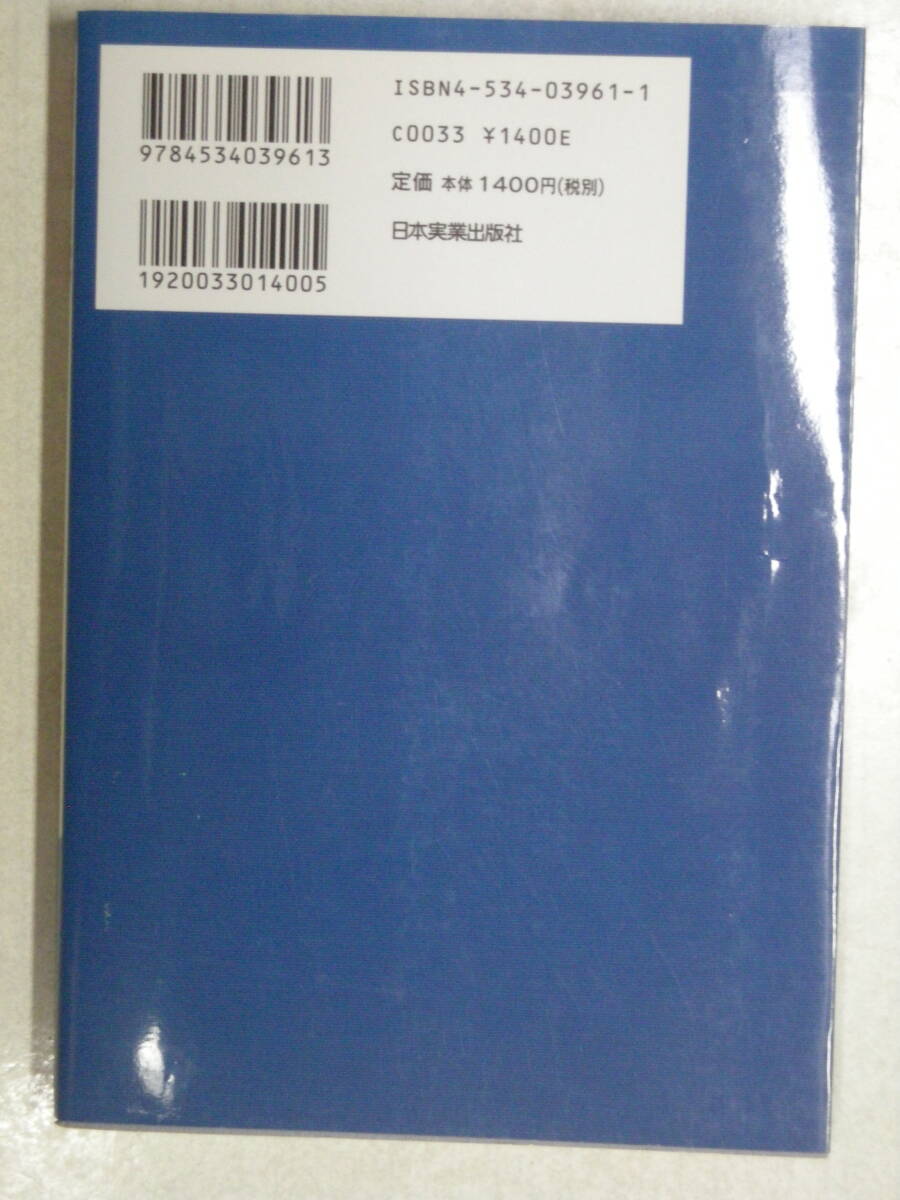 9784534039613
1920033014005
ISBN4-534-03961-1
C0033 ¥1400E
定価 本体1400円(税別)
日本実業出版社